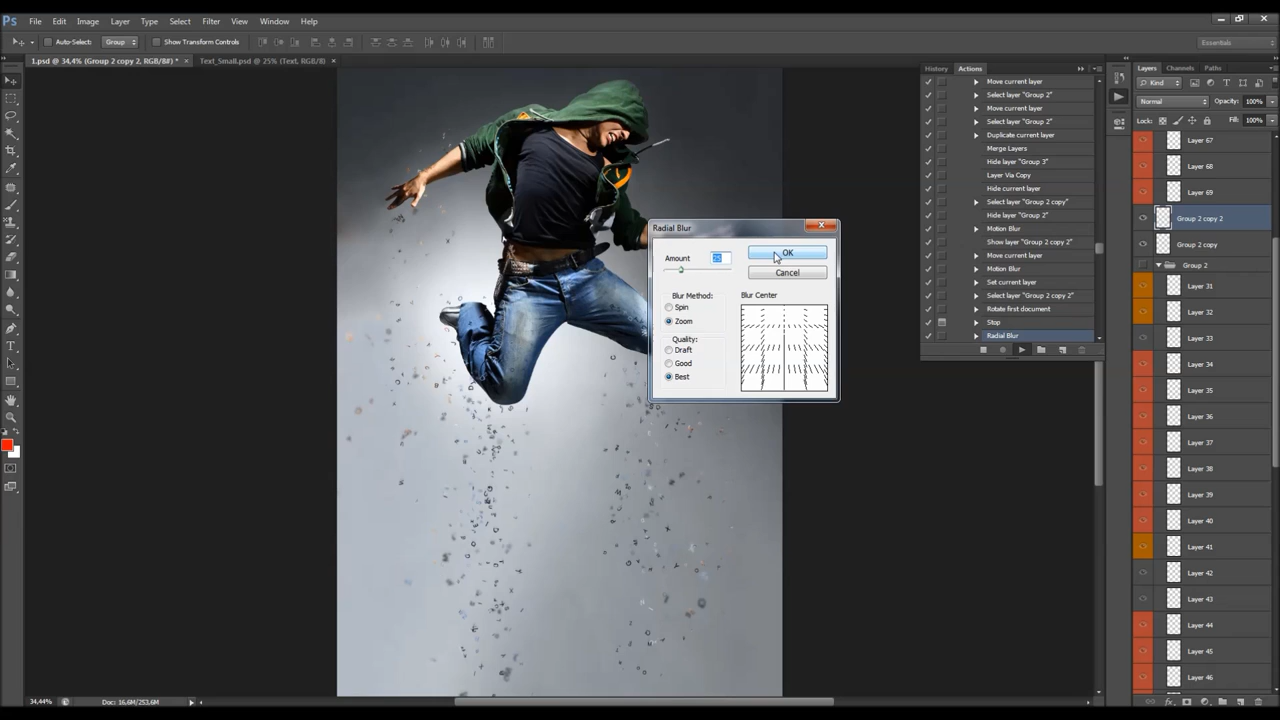 Ps File Edit Image Layer Type Select Filter View Window Help
Auto-Select: Group Show Transform Controls Essentials
1.psd @ 34,4% (Group 2 copy 2, RGB/8#) * × Text_Small.psd @ 25% (Text, RGB/8) ×
History Actions
Move current layer
Select layer "Group 2"
Move current layer
Select layer "Group 2"
Duplicate current layer
Merge Layers
Hide layer "Group 3"
Layer Via Copy
Hide current layer
Select layer "Group 2 copy"
Hide layer "Group 2"
Motion Blur
Show layer "Group 2 copy 2"
Move current layer
Motion Blur
Set current layer
Select layer "Group 2 copy 2"
Rotate first document
Stop
Radial Blur
Layers Channels Paths
Kind
Normal Opacity: 100%
Lock: Fill: 100%
Layer 67
Layer 68
Layer 69
Group 2 copy 2
Group 2 copy
Group 2
Layer 31
Layer 32
Layer 33
Layer 34
Layer 35
Layer 36
Layer 37
Layer 38
Layer 39
Layer 40
Layer 41
Layer 42
Layer 43
Layer 44
Layer 45
Layer 46
Radial Blur
Amount 25 OK
Cancel
Blur Method: Blur Center
Spin
Zoom
Quality:
Draft
Good
Best
34,44% Doc: 16,6M/253,6M